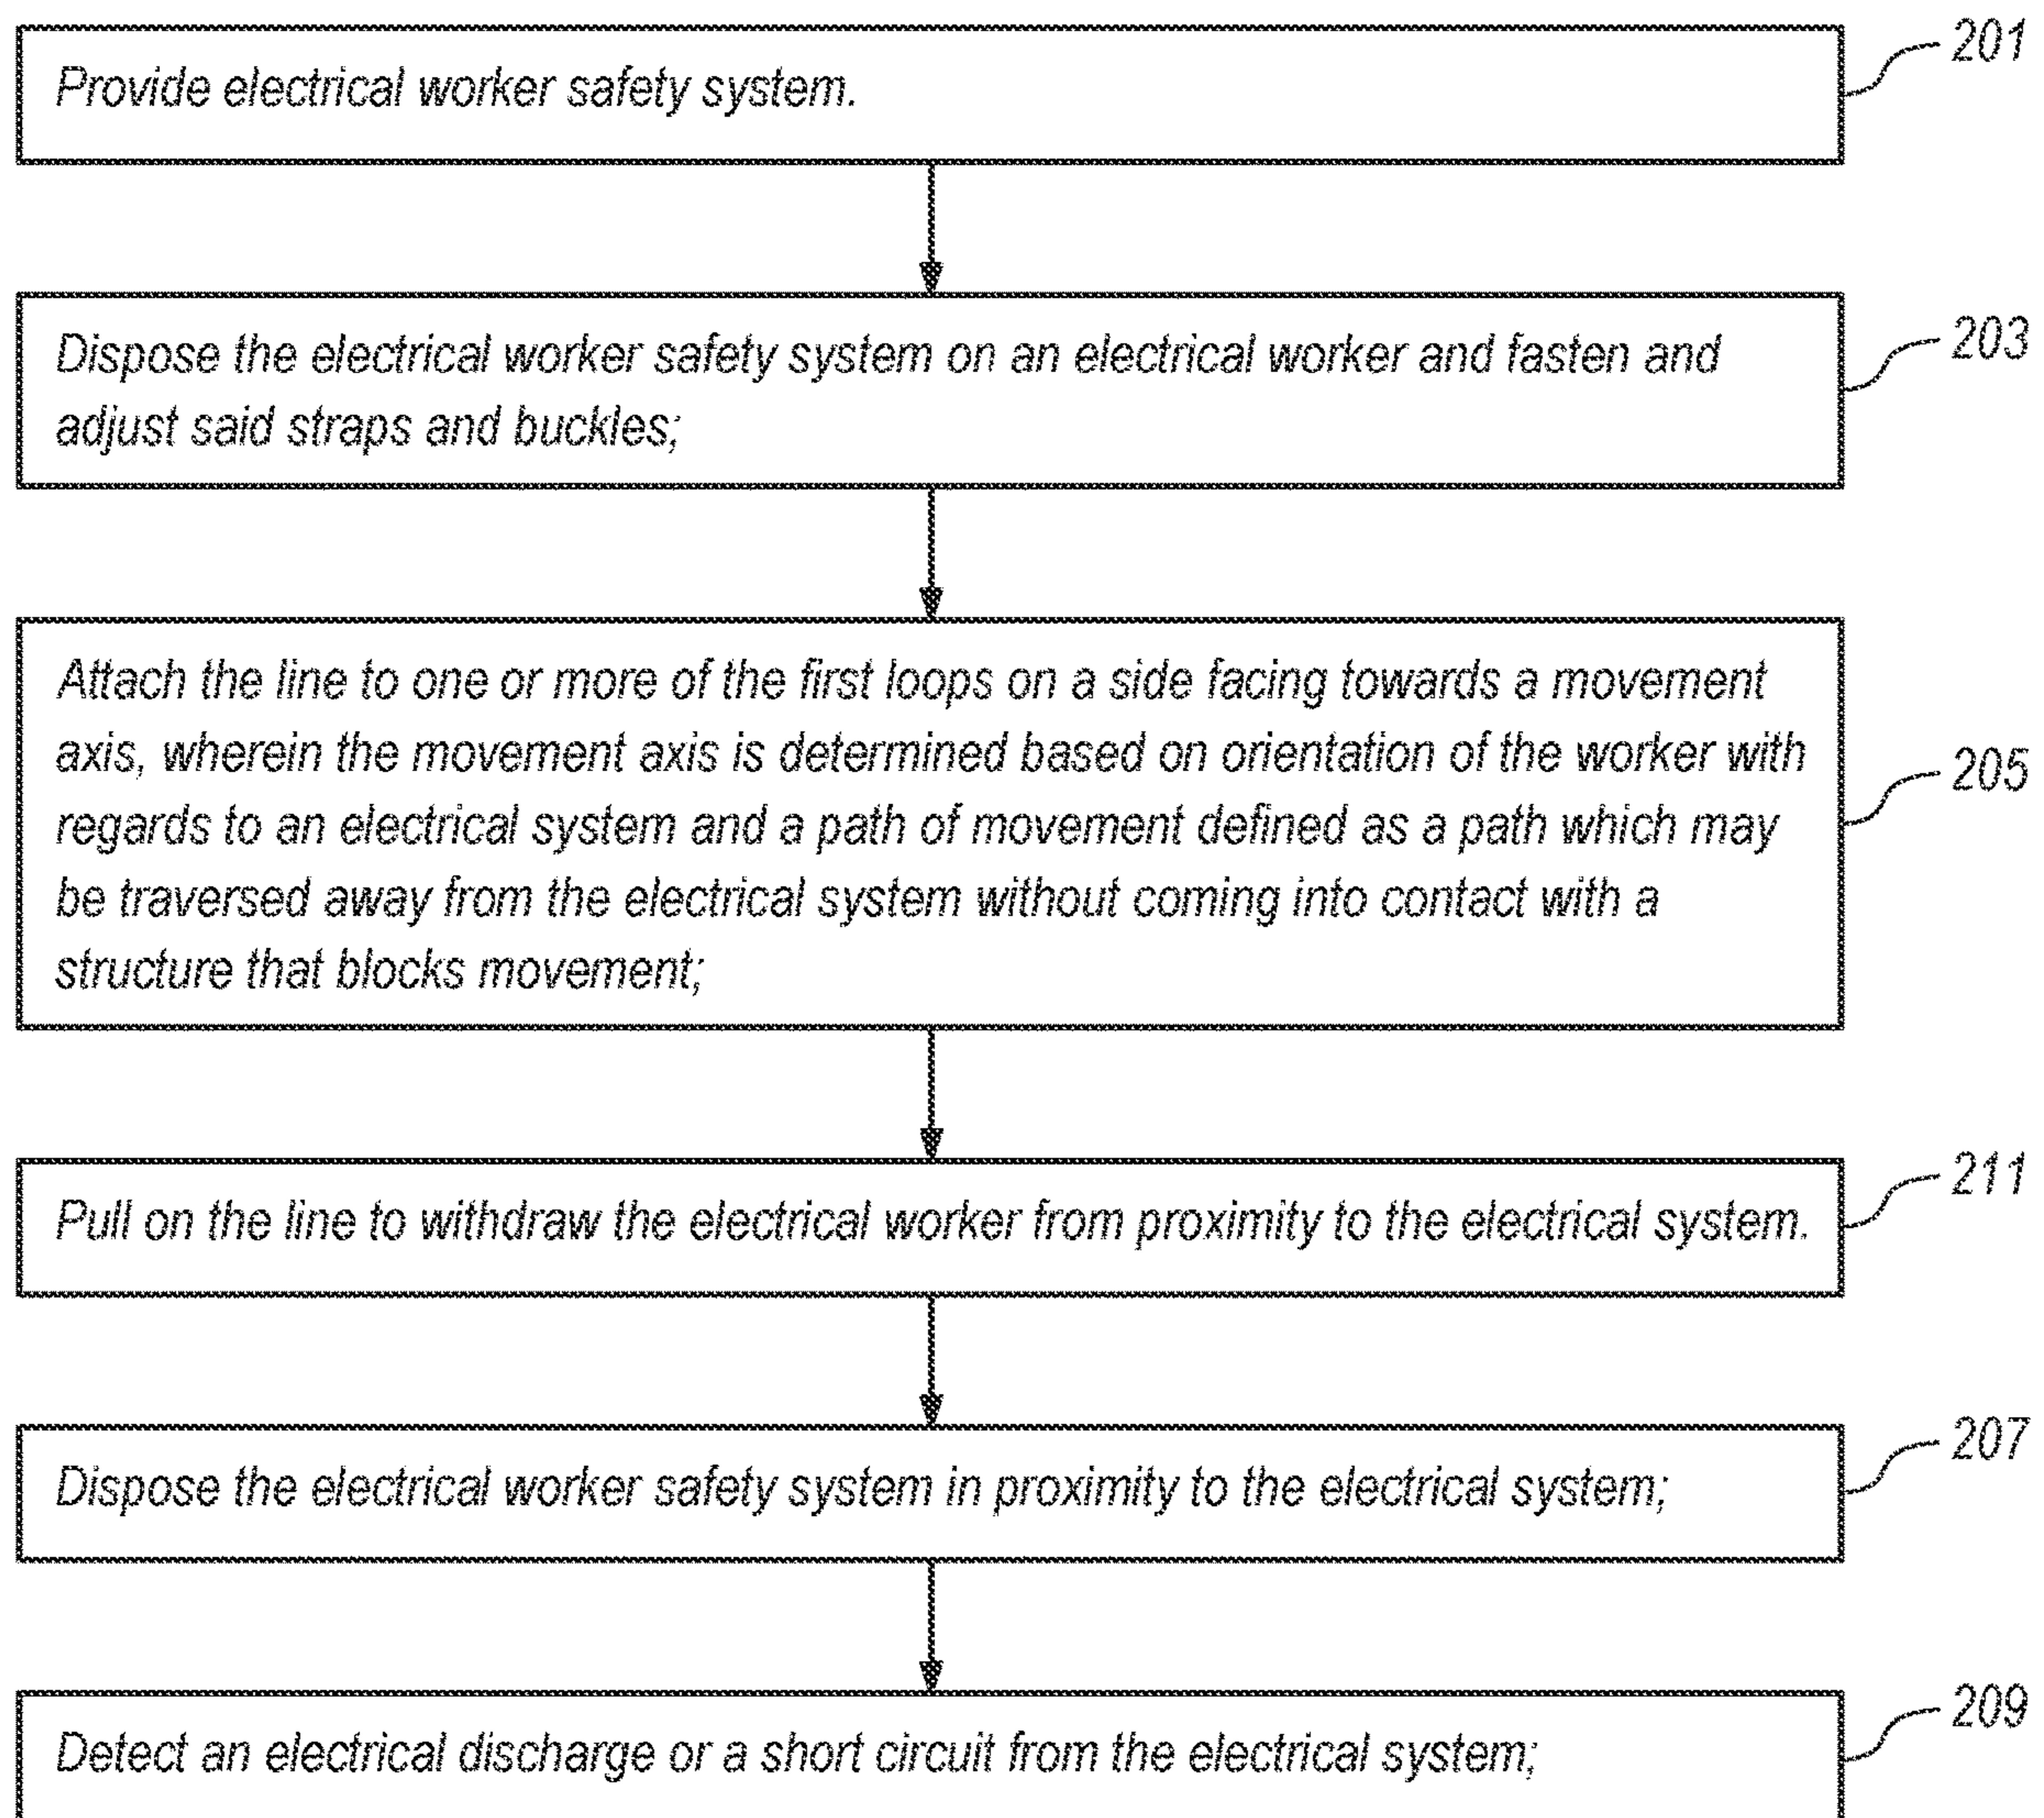 Provide electrical worker safety system.
201
Dispose the electrical worker safety system on an electrical worker and fasten and
adjust said straps and buckles;
203
Attach the line to one or more of the first loops on a side facing towards a movement
axis, wherein the movement axis is determined based on orientation of the worker with
regards to an electrical system and a path of movement defined as a path which may
be traversed away from the electrical system without coming into contact with a
structure that blocks movement;
205
Pull on the line to withdraw the electrical worker from proximity to the electrical system.
211
Dispose the electrical worker safety system in proximity to the electrical system;
207
Detect an electrical discharge or a short circuit from the electrical system;
209